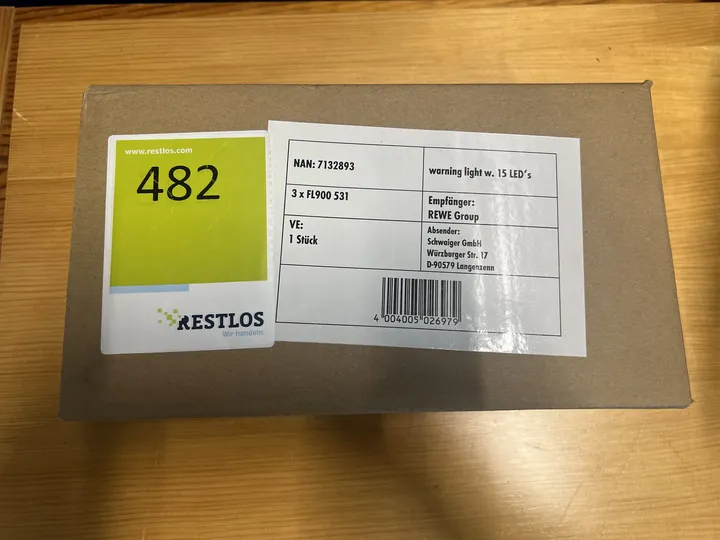 www.restlos.com
482
RESTLOS
Wir handeln
NAN: 7132893
warning light w. 15 LED´s
3 x FL900 531
Empfänger:
REWE Group
VE:
1 Stück
Absender:
Schwaiger GmbH
Würzburger Str. 17
D-90579 Langenzenn
4 004005 026979